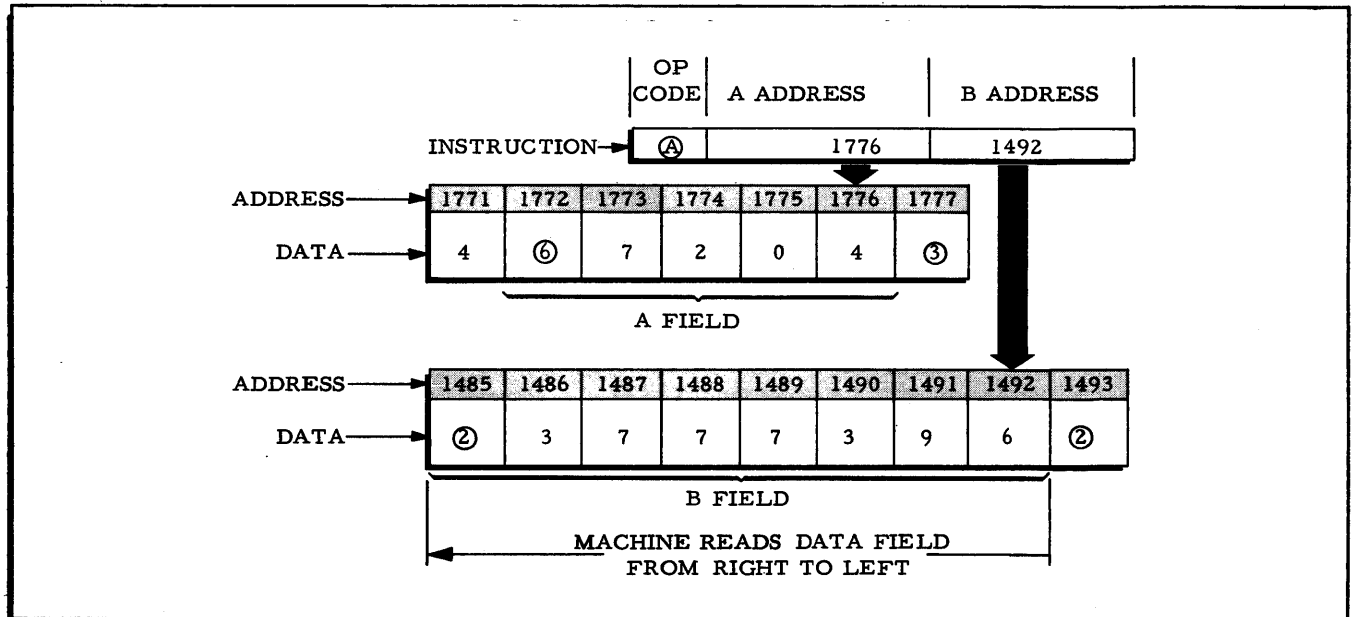 OP
CODE A ADDRESS B ADDRESS
INSTRUCTION Ⓐ 1776 1492
ADDRESS 1771 1772 1773 1774 1775 1776 1777
DATA 4 ⑥ 7 2 0 4 ③
A FIELD
ADDRESS 1485 1486 1487 1488 1489 1490 1491 1492 1493
DATA ② 3 7 7 7 3 9 6 ②
B FIELD
MACHINE READS DATA FIELD
FROM RIGHT TO LEFT